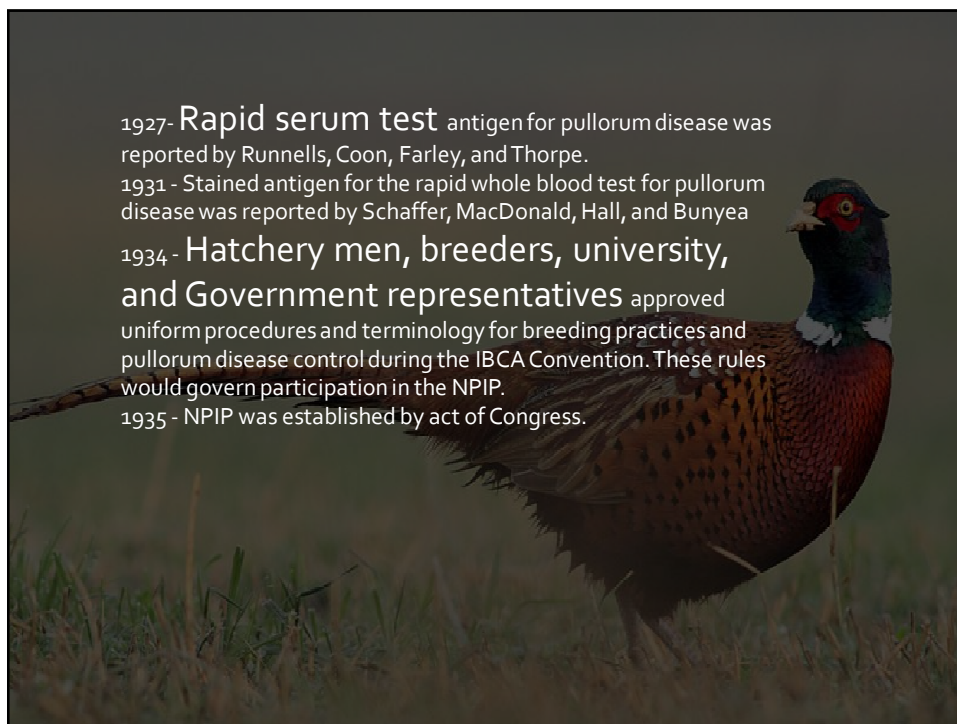 1927- Rapid serum test antigen for pullorum disease was
reported by Runnells, Coon, Farley, and Thorpe.
1931 - Stained antigen for the rapid whole blood test for pullorum
disease was reported by Schaffer, MacDonald, Hall, and Bunyea
1934 - Hatchery men, breeders, university,
and Government representatives approved
uniform procedures and terminology for breeding practices and
pullorum disease control during the IBCA Convention. These rules
would govern participation in the NPIP.
1935 - NPIP was established by act of Congress.